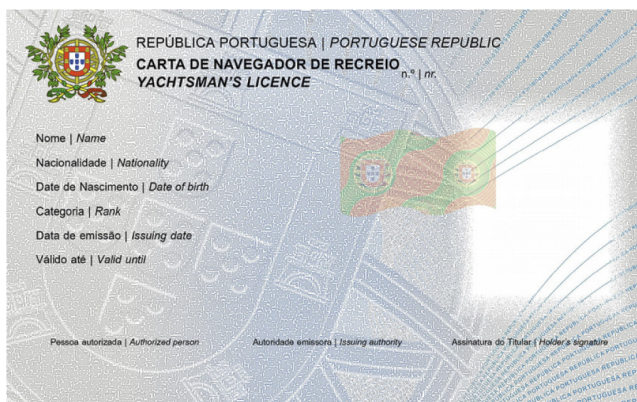 REPÚBLICA PORTUGUESA | PORTUGUESE REPUBLIC
CARTA DE NAVEGADOR DE RECREIO
YACHTSMAN'S LICENCE
n.º | nr.
Nome | Name
Nacionalidade | Nationality
Date de Nascimento | Date of birth
Categoria | Rank
Data de emissão | Issuing date
Válido até | Valid until
Pessoa autorizada | Authorized person
Autoridade emissora | Issuing authority
Assinatura do Titular | Holder's signature